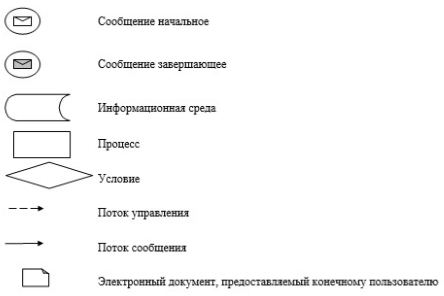 Сообщение начальное
Сообщение завершающее
Информационная среда
Процесс
Условие
Поток управления
Поток сообщения
Электронный документ, предоставляемый конечному пользователю